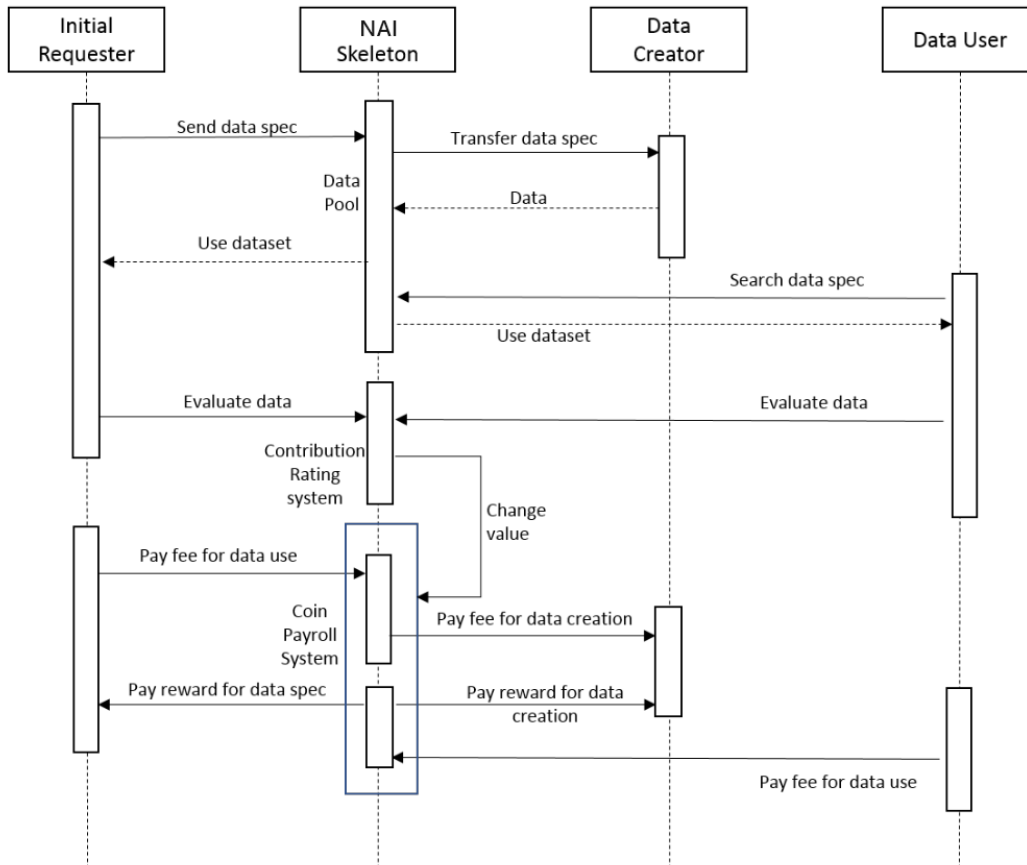 Initial
Requester
NAI
Skeleton
Data
Creator
Data User
Send data spec
Transfer data spec
Data
Pool
Data
Use dataset
Search data spec
Use dataset
Evaluate data
Evaluate data
Contribution
Rating
system
Change
value
Pay fee for data use
Coin
Payroll
System
Pay fee for data creation
Pay reward for data spec
Pay reward for data
creation
Pay fee for data use